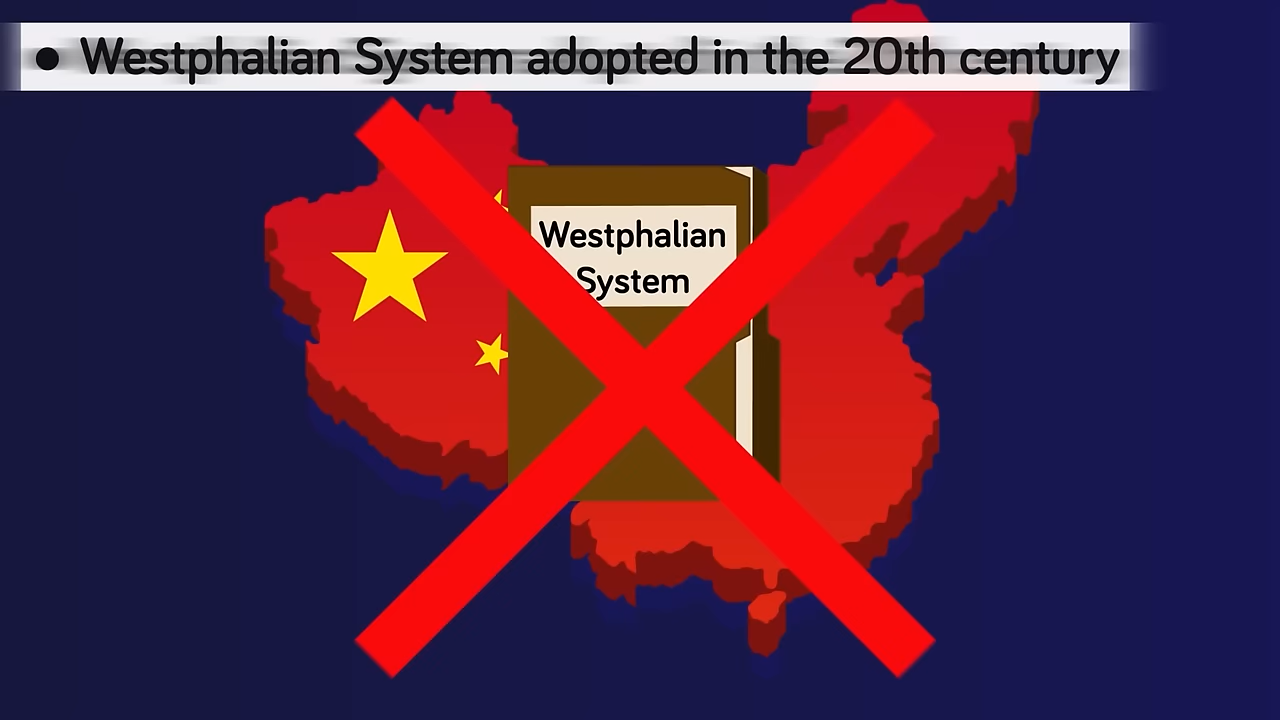 • Westphalian System adopted in the 20th century
Westphalian
System